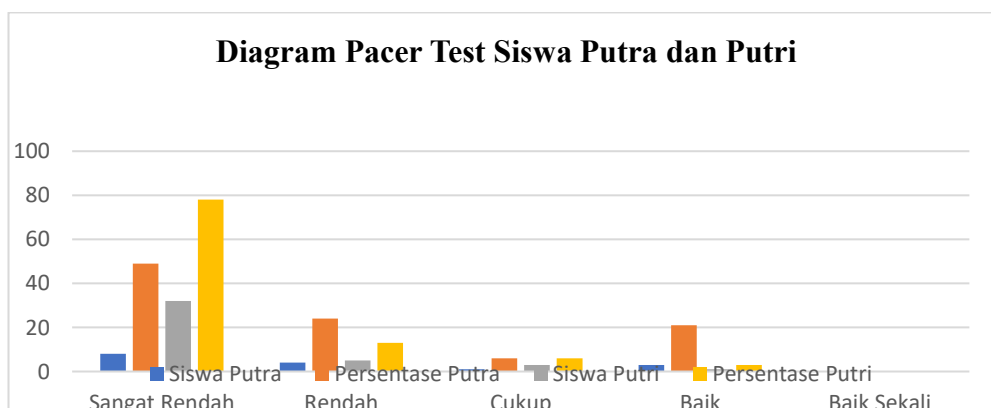 Diagram Pacer Test Siswa Putra dan Putri
100
80
60
40
20
0
Siswa Putra Persentase Putra Siswa Putri Persentase Putri
Sangat Rendah Rendah Cukup Baik Baik Sekali